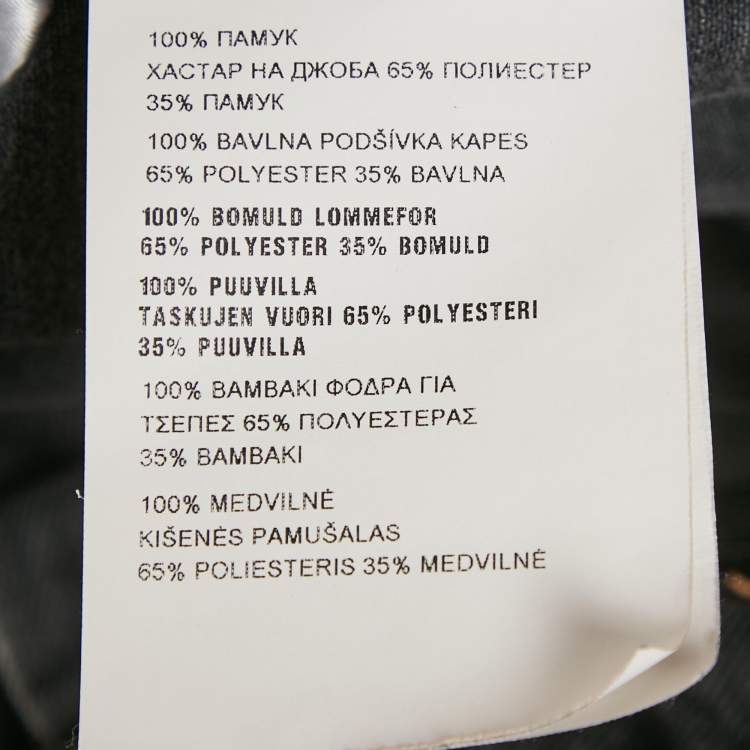 100% ПАМУК
ХАСТАР НА ДЖОБА 65% ПОЛИЕСТЕР
35% ПАМУК
100% BAVLNA PODŠÍVKA KAPES
65% POLYESTER 35% BAVLNA
100% BOMULD LOMMEFOR
65% POLYESTER 35% BOMULD
100% PUUVILLA
TASKUJEN VUORI 65% POLYESTERI
35% PUUVILLA
100% ΒΑΜΒΑΚΙ ΦΟΔΡΑ ΓΙΑ
ΤΣΕΠΕΣ 65% ΠΟΛΥΕΣΤΕΡΑΣ
35% ΒΑΜΒΑΚΙ
100% MEDVILNĖ
KIŠENĖS PAMUŠALAS
65% POLIESTERIS 35% MEDVILNĖ